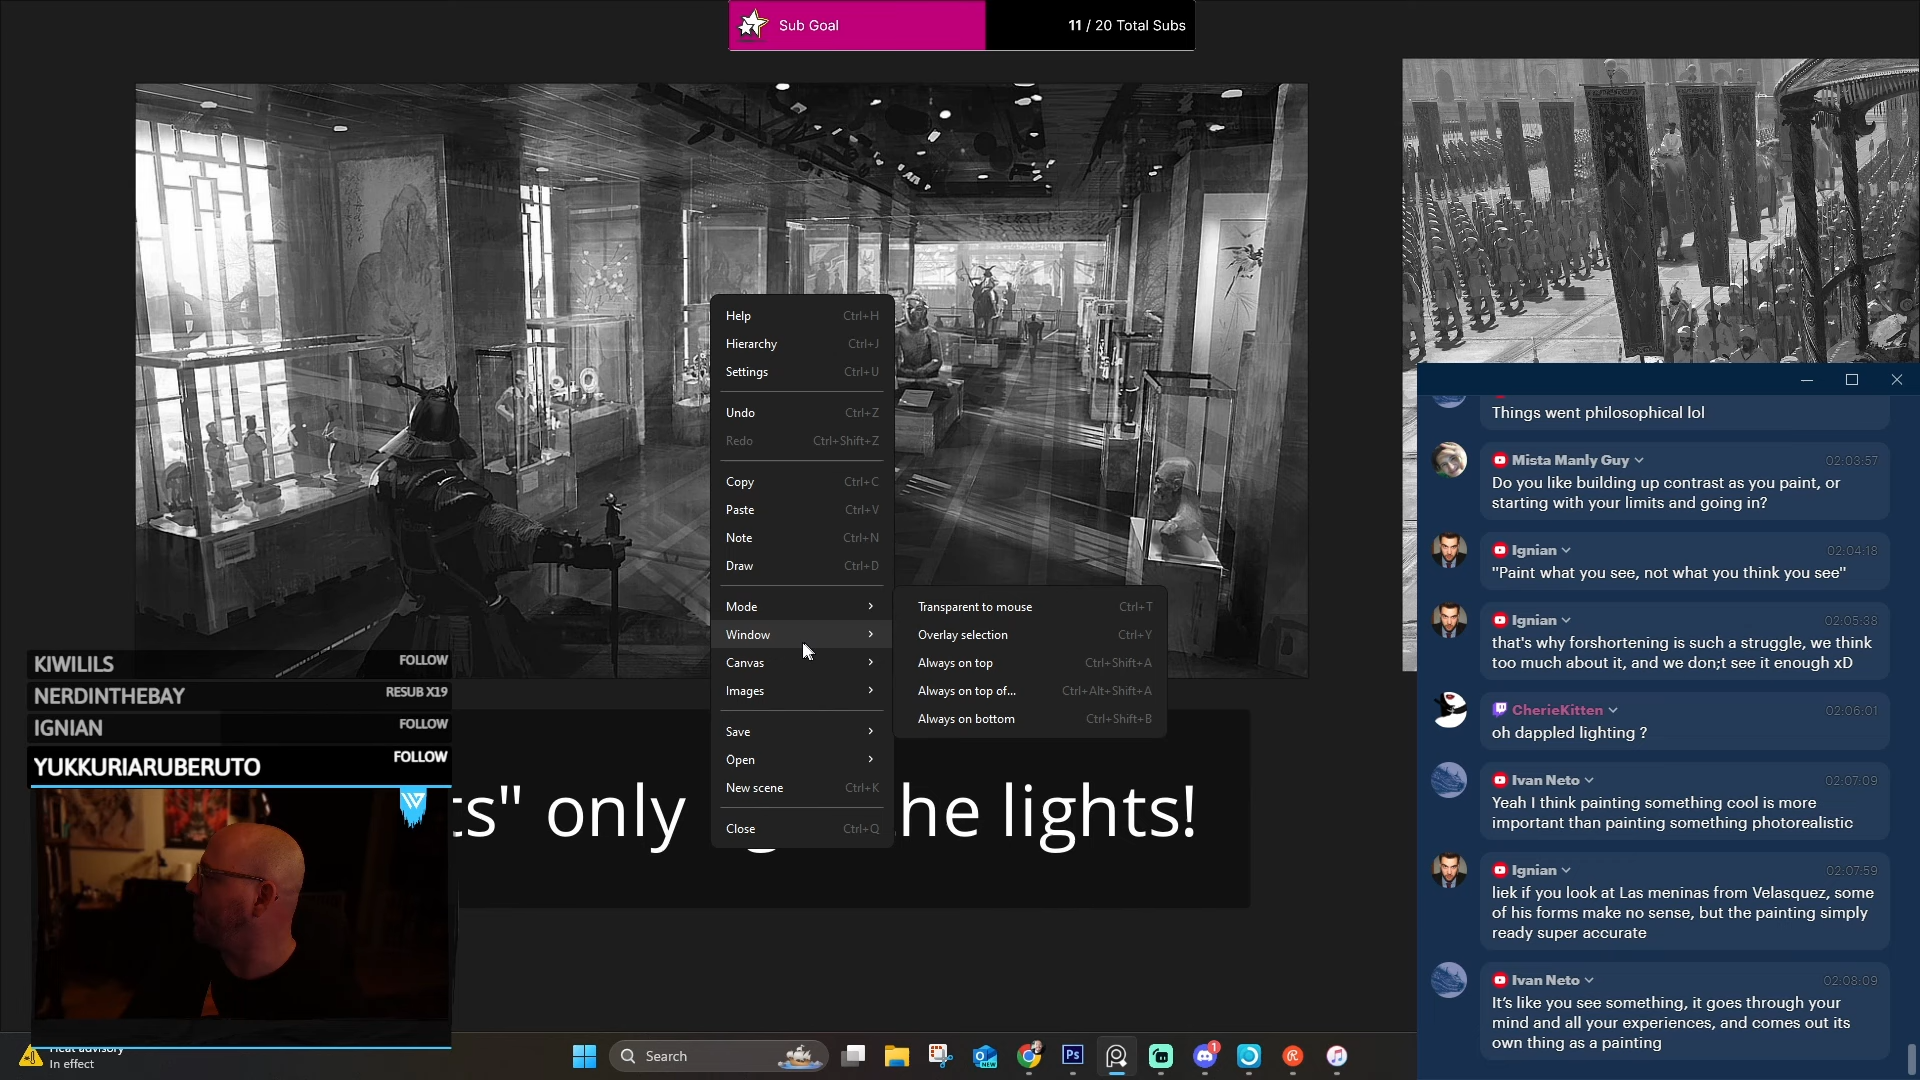 Sub Goal
11 / 20 Total Subs
Help Ctrl+H
Hierarchy Ctrl+J
Settings Ctrl+U
Undo Ctrl+Z
Redo Ctrl+Shift+Z
Copy Ctrl+C
Paste Ctrl+V
Note Ctrl+N
Draw Ctrl+D
Mode
Window
Canvas
Images
Save
Open
New scene Ctrl+K
Close Ctrl+Q
Transparent to mouse Ctrl+T
Overlay selection Ctrl+Y
Always on top Ctrl+Shift+A
Always on top of... Ctrl+Alt+Shift+A
Always on bottom Ctrl+Shift+B
ts" only he lights!
KIWILILS FOLLOW
NERDINTHEBAY RESUB X19
IGNIAN FOLLOW
YUKKURIARUBERUTO FOLLOW
Things went philosophical lol
Mista Manly Guy 02:03:57
Do you like building up contrast as you paint, or
starting with your limits and going in?
Ignian 02:04:18
"Paint what you see, not what you think you see"
Ignian 02:05:38
that's why forshortening is such a struggle, we think
too much about it, and we don;t see it enough xD
CherieKitten 02:06:01
oh dappled lighting ?
Ivan Neto 02:07:09
Yeah I think painting something cool is more
important than painting something photorealistic
Ignian 02:07:59
liek if you look at Las meninas from Velasquez, some
of his forms make no sense, but the painting simply
ready super accurate
Ivan Neto 02:08:09
It's like you see something, it goes through your
mind and all your experiences, and comes out its
own thing as a painting
Heat advisory
In effect
Search
NEW
Ps
1